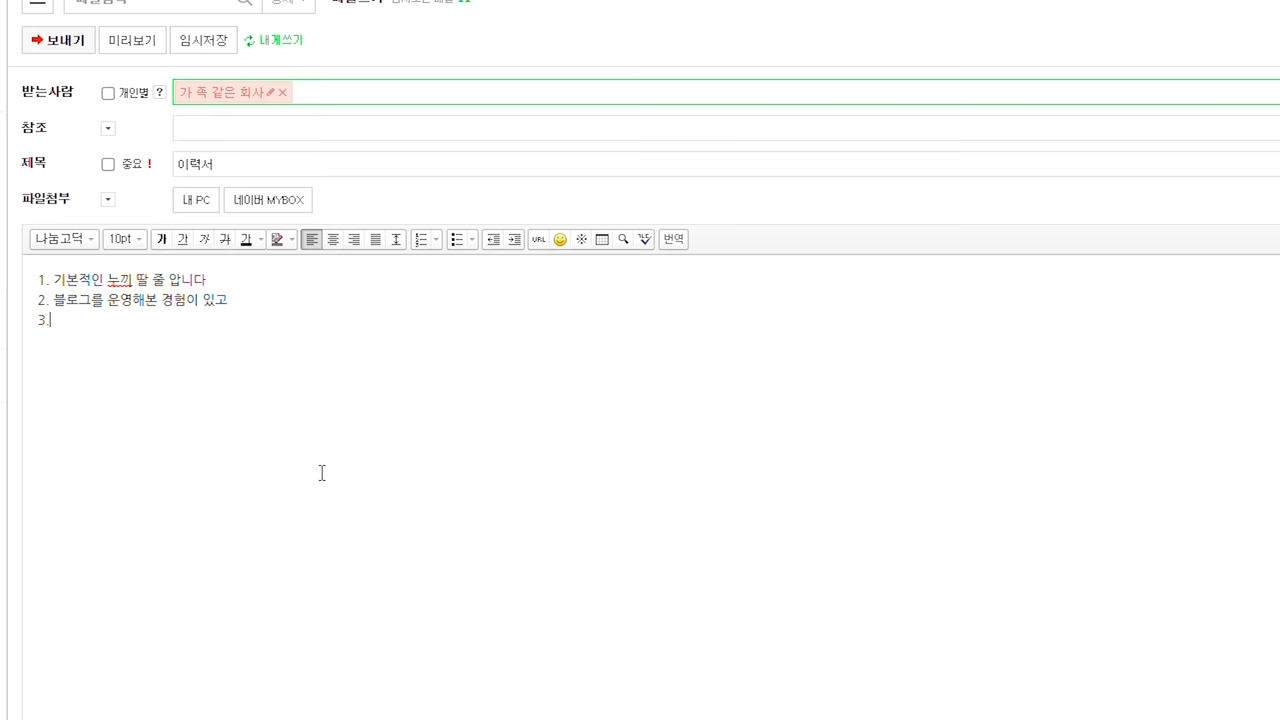 보내기 미리보기 임시저장 내게쓰기
받는사람 개인별 ? 가 족 같은 회사
참조
제목 중요 ! 이력서
파일첨부 내 PC 네이버 MYBOX
나눔고딕 10pt 가 가 가 가 가 URL 번역
1. 기본적인 누끼 딸 줄 압니다
2. 블로그를 운영해본 경험이 있고
3.